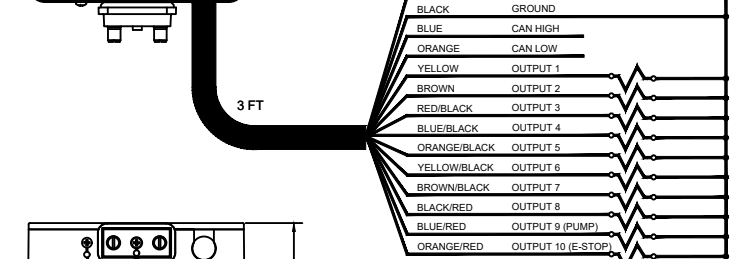 BLACK GROUND
BLUE CAN HIGH
ORANGE CAN LOW
YELLOW OUTPUT 1
BROWN OUTPUT 2
3 FT
RED/BLACK OUTPUT 3
BLUE/BLACK OUTPUT 4
ORANGE/BLACK OUTPUT 5
YELLOW/BLACK OUTPUT 6
BROWN/BLACK OUTPUT 7
BLACK/RED OUTPUT 8
BLUE/RED OUTPUT 9 (PUMP)
ORANGE/RED OUTPUT 10 (E-STOP)